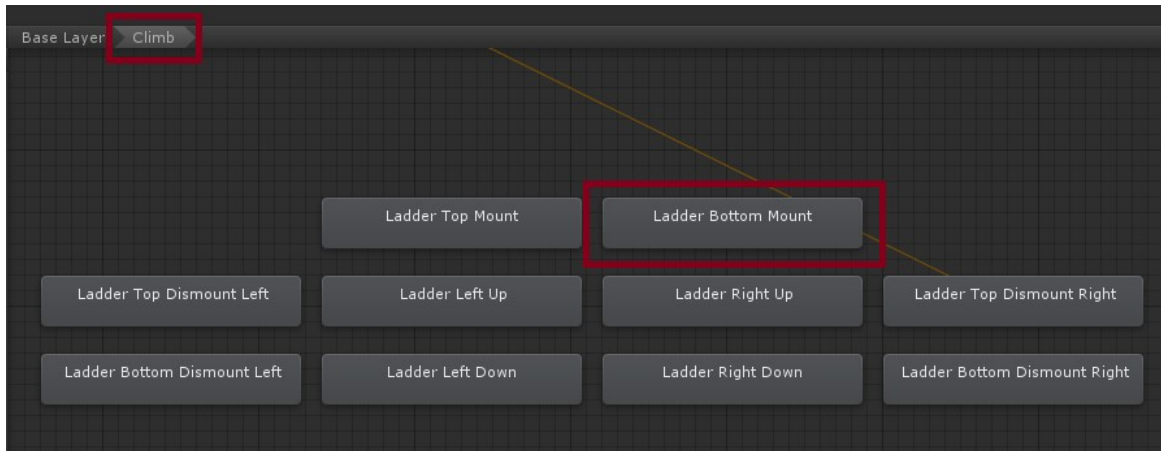 Base Layer Climb
Ladder Top Mount Ladder Bottom Mount
Ladder Top Dismount Left Ladder Left Up Ladder Right Up Ladder Top Dismount Right
Ladder Bottom Dismount Left Ladder Left Down Ladder Right Down Ladder Bottom Dismount Right